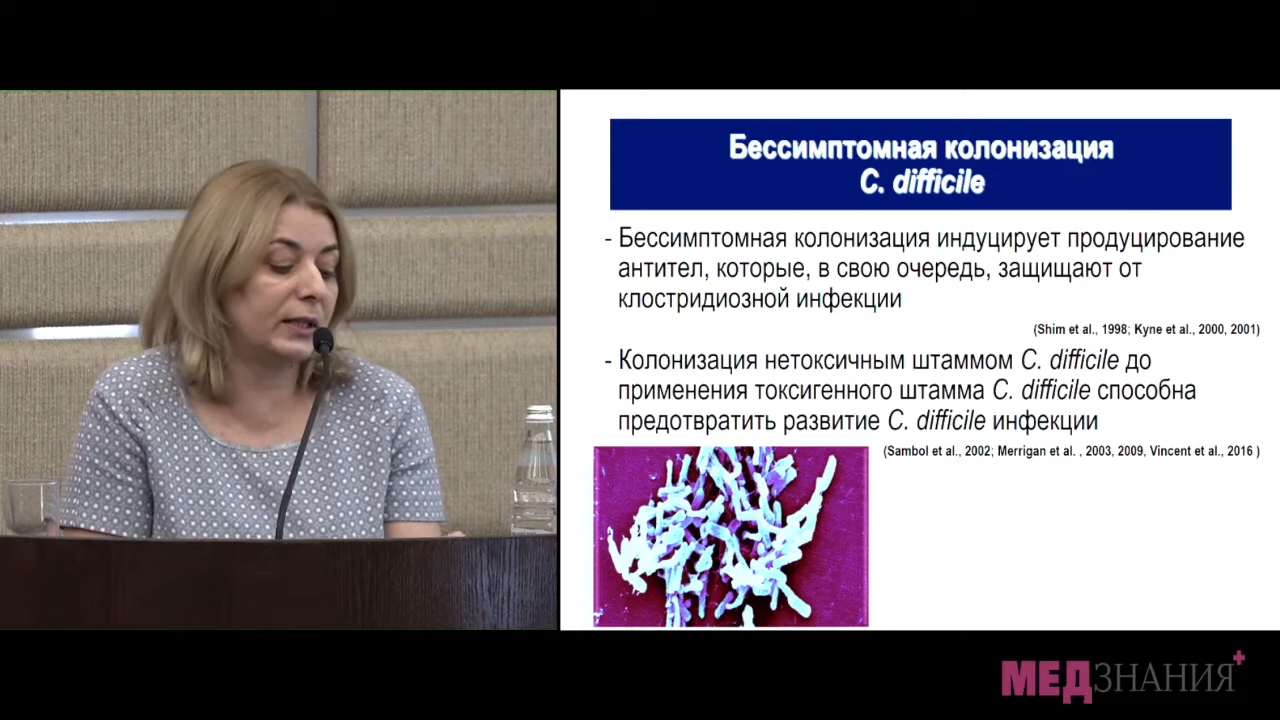 Бессимптомная колонизация
C. difficile
- Бессимптомная колонизация индуцирует продуцирование
антител, которые, в свою очередь, защищают от
клостридиозной инфекции
(Shim et al., 1998; Kyne et al., 2000, 2001)
- Колонизация нетоксичным штаммом C. difficile до
применения токсигенного штамма C. difficile способна
предотвратить развитие C. difficile инфекции
(Sambol et al., 2002; Merrigan et al. , 2003, 2009, Vincent et al., 2016 )
МЕДЗНАНИЯ+